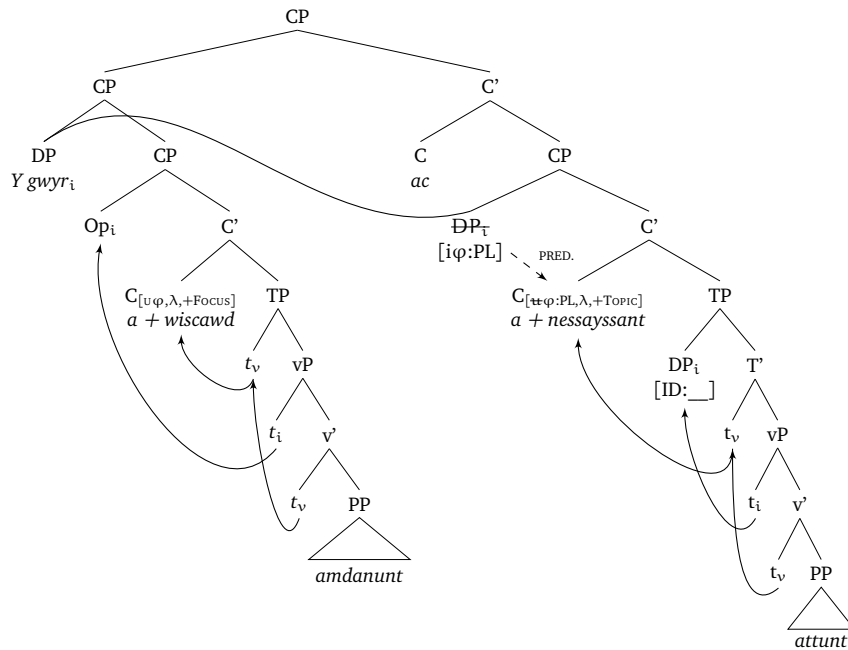 CP
CP C'
DP CP C CP
Y gwyr_i ac
Op_i C' DP_i C'
[iφ:PL] PRED.
C[uφ,λ,+Focus] TP C[uφ:PL,λ,+Topic] TP
a + wiscawd a + nessayssant
t_v vP DP_i T'
[ID:__]
t_i v' t_v vP
t_v PP t_i v'
amdanunt t_v PP
attunt